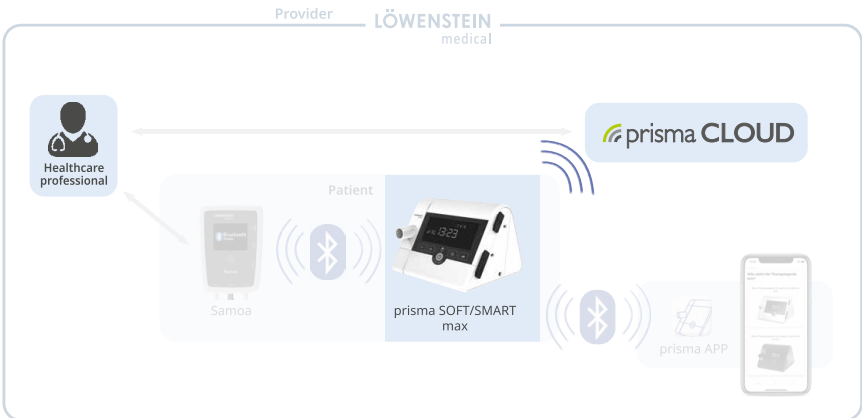 Provider
LÖWENSTEIN
medical
prisma CLOUD
Healthcare
professional
Patient
13:23
Samoa
prisma SOFT/SMART
max
prisma APP